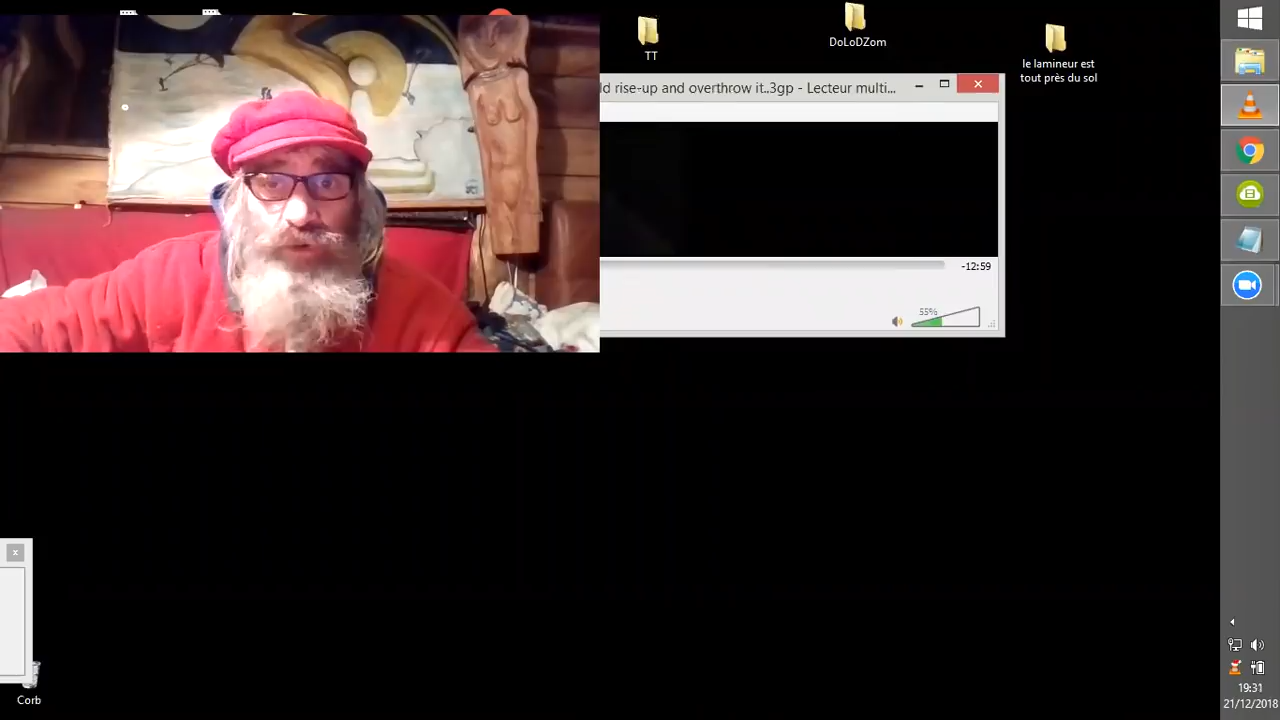 TT
DoLoDZom
le lamineur est
tout près du sol
ld rise-up and overthrow it..3gp - Lecteur multi...
-12:59
55%
x
Corb
19:31
21/12/2018